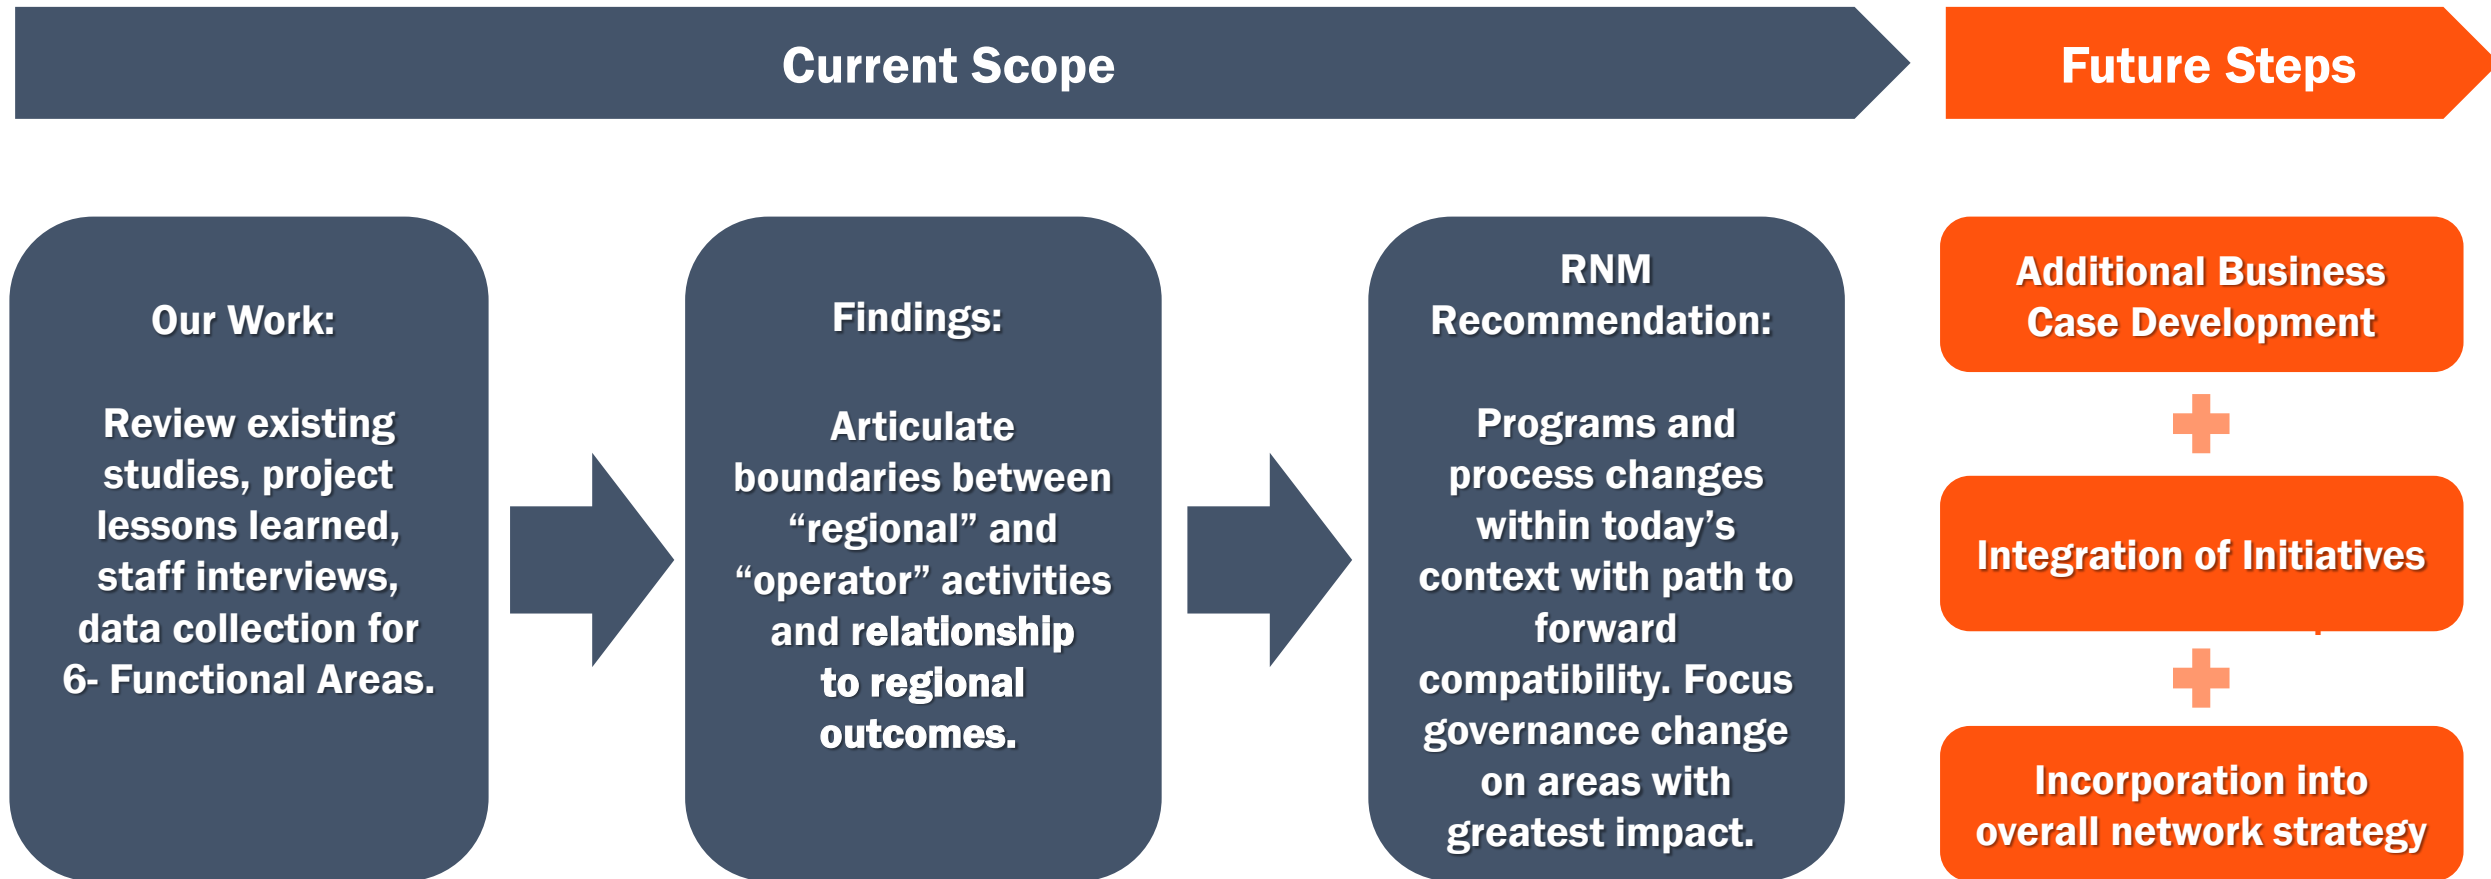 Current Scope
Future Steps
Our Work:
Review existing
studies, project
lessons learned,
staff interviews,
data collection for
6- Functional Areas.
Findings:
Articulate
boundaries between
“regional” and
“operator” activities
and relationship
to regional
outcomes.
RNM
Recommendation:
Programs and
process changes
within today’s
context with path to
forward
compatibility. Focus
governance change
on areas with
greatest impact.
Additional Business
Case Development
Integration of Initiatives
Incorporation into
overall network strategy